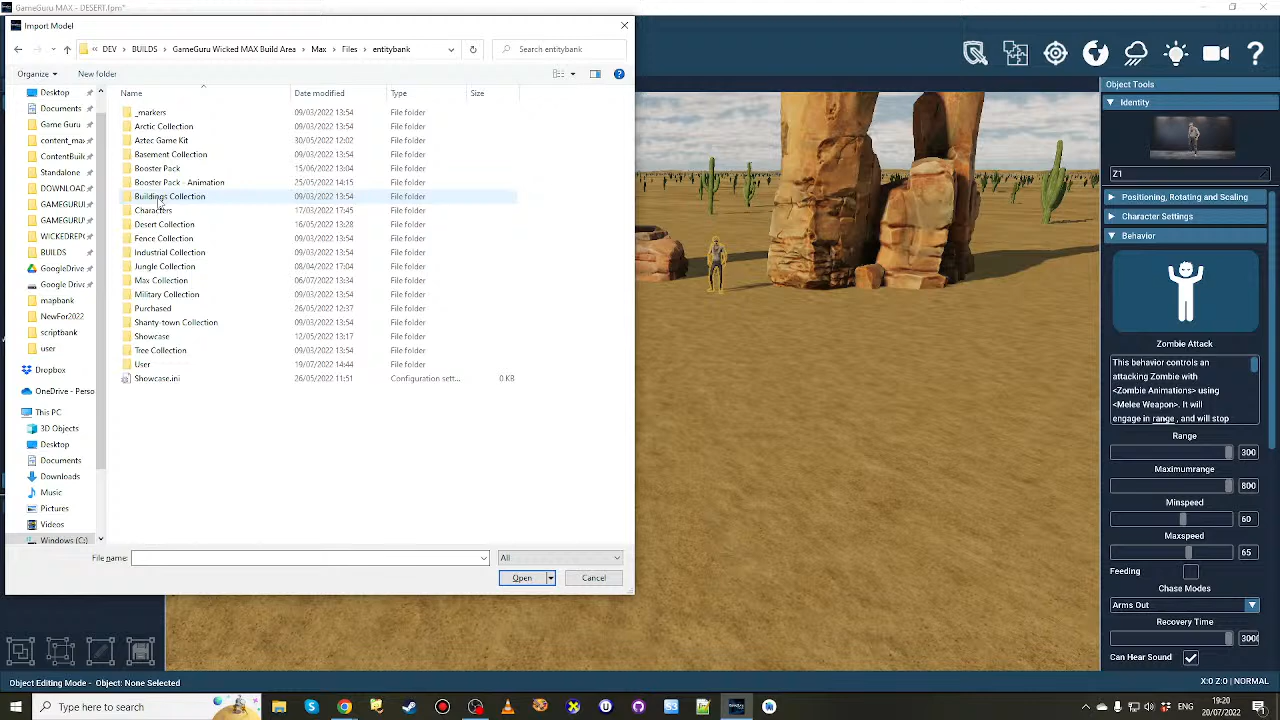 GameGuru MAX - DESERT.fpm*
Import Model
DEV > BUILDS > GameGuru Wicked MAX Build Area > Max > Files > entitybank
Search entitybank
Organize
New folder
Name
Date modified
Type
Size
Desktop
Documents
Game Guru
content_ma
ContentBuil
Standalone
DOWNLOAD
GAMEGURU
GAMEGURU
WICKEDREP
BUILDS
GoogleDrive
Google Drive
mapbank
NewFor2022
scriptbank
user
Dropbox
OneDrive - Perso
This PC
3D Objects
Desktop
Documents
Downloads
Music
Pictures
Videos
Windows (C:)
_markers 09/03/2022 13:54 File folder
Arctic Collection 09/03/2022 13:54 File folder
Aztec Game Kit 30/05/2022 12:02 File folder
Basement Collection 09/03/2022 13:54 File folder
Booster Pack 15/06/2022 13:04 File folder
Booster Pack - Animation 25/05/2022 14:15 File folder
Buildings Collection 09/03/2022 13:54 File folder
Characters 17/03/2022 17:45 File folder
Desert Collection 16/05/2022 13:28 File folder
Fence Collection 09/03/2022 13:54 File folder
Industrial Collection 09/03/2022 13:54 File folder
Jungle Collection 08/04/2022 17:04 File folder
Max Collection 06/07/2022 13:34 File folder
Military Collection 09/03/2022 13:54 File folder
Purchased 26/05/2022 12:37 File folder
Shanty-town Collection 09/03/2022 13:54 File folder
Showcase 12/05/2022 13:17 File folder
Tree Collection 09/03/2022 13:54 File folder
User 19/07/2022 14:44 File folder
Showcase.ini 26/05/2022 11:51 Configuration sett... 0 KB
File name:
All
Open
Cancel
Object Tools
Identity
Z1
Positioning, Rotating and Scaling
Character Settings
Behavior
Zombie Attack
This behavior controls an
attacking Zombie with
<Zombie Animations> using
<Melee Weapon>. It will
engage in range , and will stop
Range
300
Maximumrange
800
Minspeed
60
Maxspeed
65
Feeding
Chase Modes
Arms Out
Recovery Time
300
Can Hear Sound
Object Editing Mode - Object: None Selected
X:0 Z:0 | NORMAL
Type here to search
19:20
20/07/2022